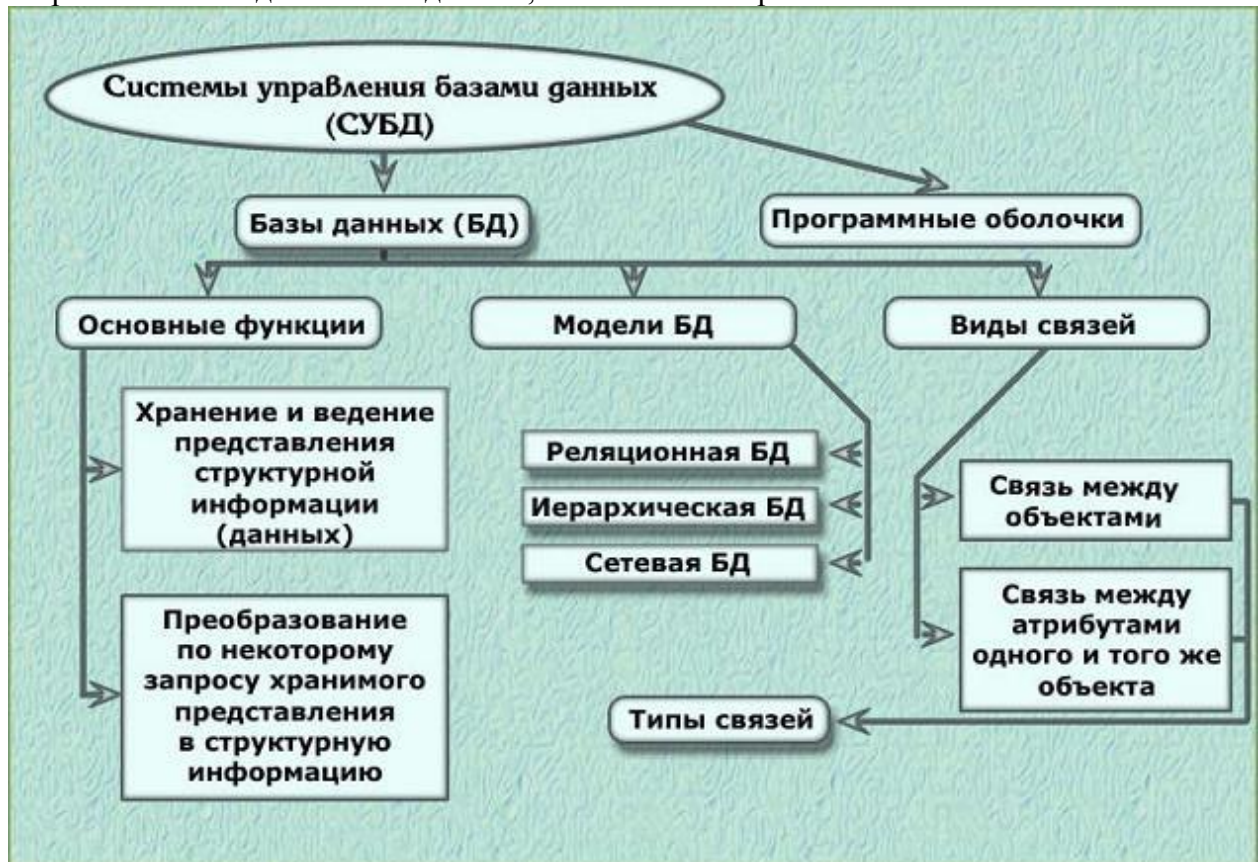 Системы управления базами данных
(СУБД)
Базы данных (БД)
Программные оболочки
Основные функции
Модели БД
Виды связей
Хранение и ведение
представления
структурной
информации
(данных)
Преобразование
по некоторому
запросу хранимого
представления
в структурную
информацию
Реляционная БД
Иерархическая БД
Сетевая БД
Связь между
объектами
Связь между
атрибутами
одного и того же
объекта
Типы связей